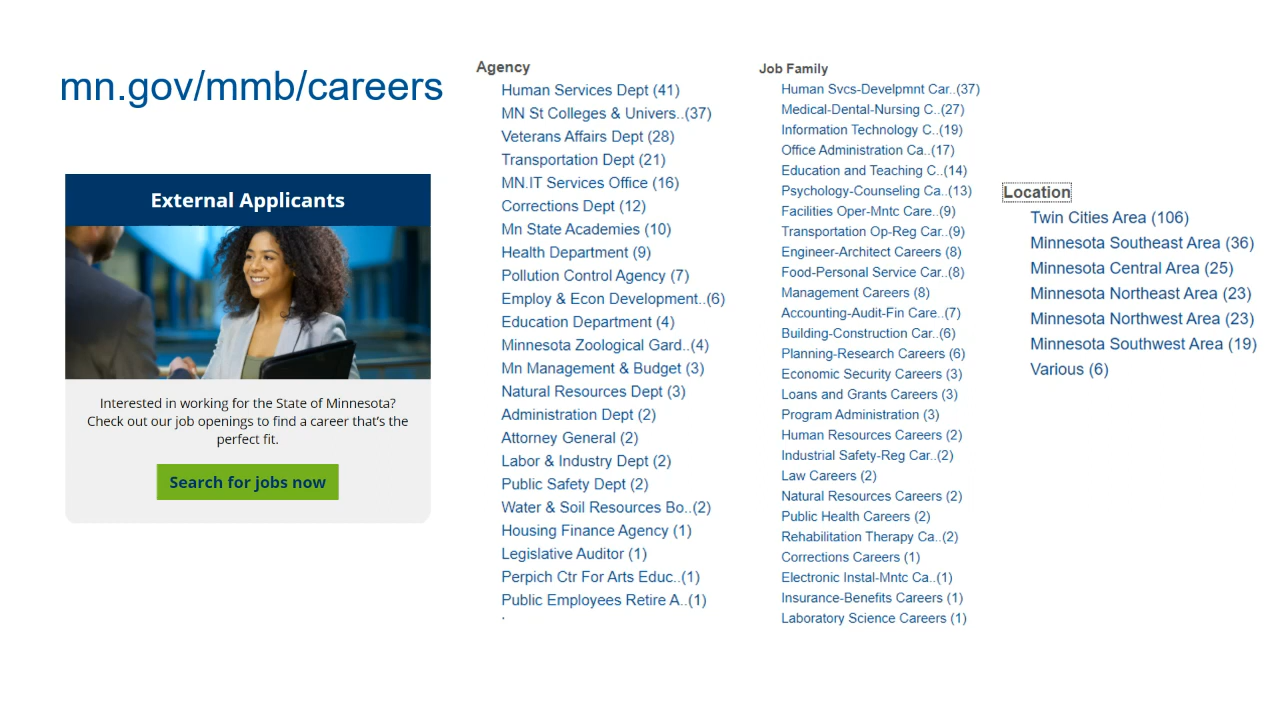 mn.gov/mmb/careers
External Applicants
Interested in working for the State of Minnesota?
Check out our job openings to find a career that's the
perfect fit.
Search for jobs now
Agency
Human Services Dept (41)
MN St Colleges & Univers..(37)
Veterans Affairs Dept (28)
Transportation Dept (21)
MN.IT Services Office (16)
Corrections Dept (12)
Mn State Academies (10)
Health Department (9)
Pollution Control Agency (7)
Employ & Econ Development..(6)
Education Department (4)
Minnesota Zoological Gard..(4)
Mn Management & Budget (3)
Natural Resources Dept (3)
Administration Dept (2)
Attorney General (2)
Labor & Industry Dept (2)
Public Safety Dept (2)
Water & Soil Resources Bo..(2)
Housing Finance Agency (1)
Legislative Auditor (1)
Perpich Ctr For Arts Educ..(1)
Public Employees Retire A..(1)
Job Family
Human Svcs-Develpmnt Car..(37)
Medical-Dental-Nursing C..(27)
Information Technology C..(19)
Office Administration Ca..(17)
Education and Teaching C..(14)
Psychology-Counseling Ca..(13)
Facilities Oper-Mntc Care..(9)
Transportation Op-Reg Car..(9)
Engineer-Architect Careers (8)
Food-Personal Service Car..(8)
Management Careers (8)
Accounting-Audit-Fin Care..(7)
Building-Construction Car..(6)
Planning-Research Careers (6)
Economic Security Careers (3)
Loans and Grants Careers (3)
Program Administration (3)
Human Resources Careers (2)
Industrial Safety-Reg Car..(2)
Law Careers (2)
Natural Resources Careers (2)
Public Health Careers (2)
Rehabilitation Therapy Ca..(2)
Corrections Careers (1)
Electronic Instal-Mntc Ca..(1)
Insurance-Benefits Careers (1)
Laboratory Science Careers (1)
Location
Twin Cities Area (106)
Minnesota Southeast Area (36)
Minnesota Central Area (25)
Minnesota Northeast Area (23)
Minnesota Northwest Area (23)
Minnesota Southwest Area (19)
Various (6)